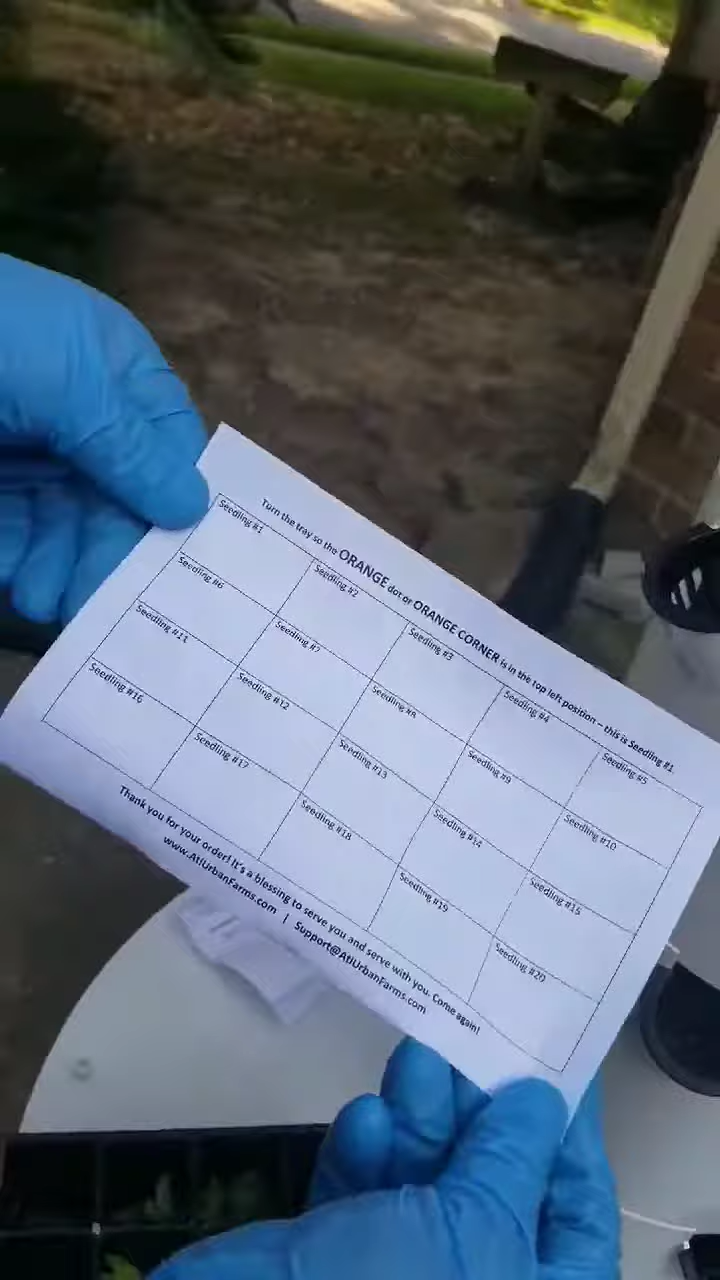 Turn the tray so the ORANGE dot or ORANGE CORNER is in the top left position – this is Seedling #1.
Seedling #1 Seedling #2 Seedling #3 Seedling #4 Seedling #5
Seedling #6 Seedling #7 Seedling #8 Seedling #9 Seedling #10
Seedling #11 Seedling #12 Seedling #13 Seedling #14 Seedling #15
Seedling #16 Seedling #17 Seedling #18 Seedling #19 Seedling #20
Thank you for your order! It's a blessing to serve you and serve with you. Come again!
www.AtlUrbanFarms.com | Support@AtlUrbanFarms.com